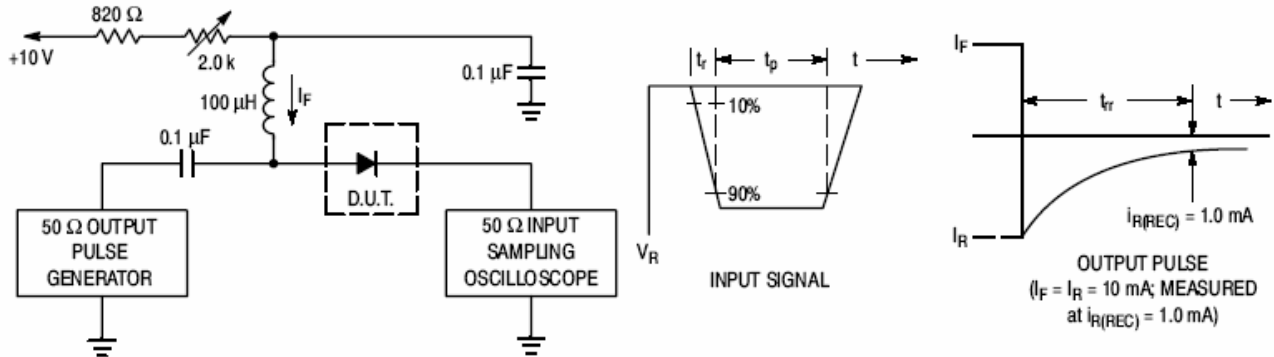 820 Ω
+10 V
2.0 k
0.1 µF
100 µH
I_F
0.1 µF
D.U.T.
50 Ω OUTPUT
PULSE
GENERATOR
50 Ω INPUT
SAMPLING
OSCILLOSCOPE
t_r
t_p
t
10%
90%
V_R
INPUT SIGNAL
I_F
t_rr
t
i_R(REC) = 1.0 mA
I_R
OUTPUT PULSE
(I_F = I_R = 10 mA; MEASURED
at i_R(REC) = 1.0 mA)